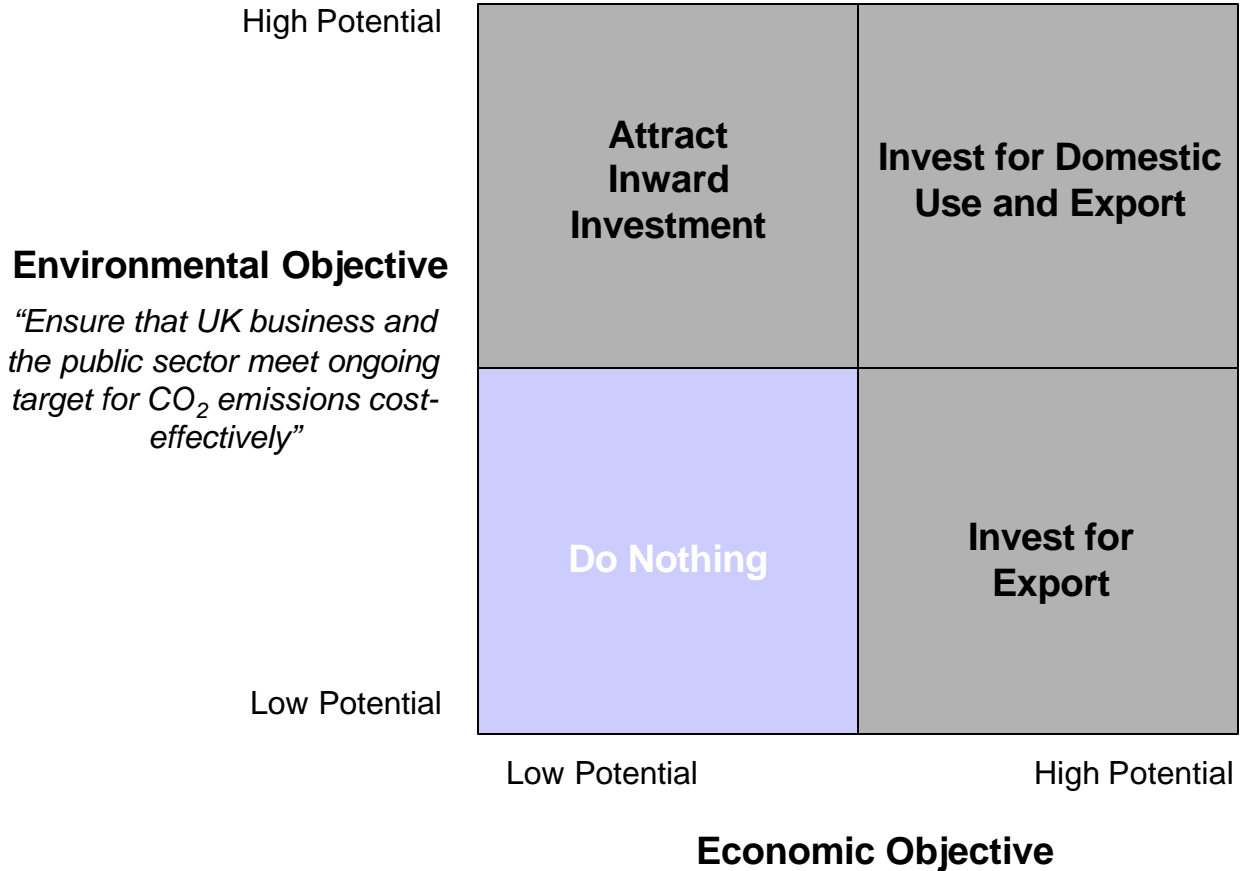 High Potential
Attract
Inward
Investment
Invest for Domestic
Use and Export
Environmental Objective
“Ensure that UK business and
the public sector meet ongoing
target for CO₂ emissions cost-
effectively”
Do Nothing
Invest for
Export
Low Potential
Low Potential
High Potential
Economic Objective